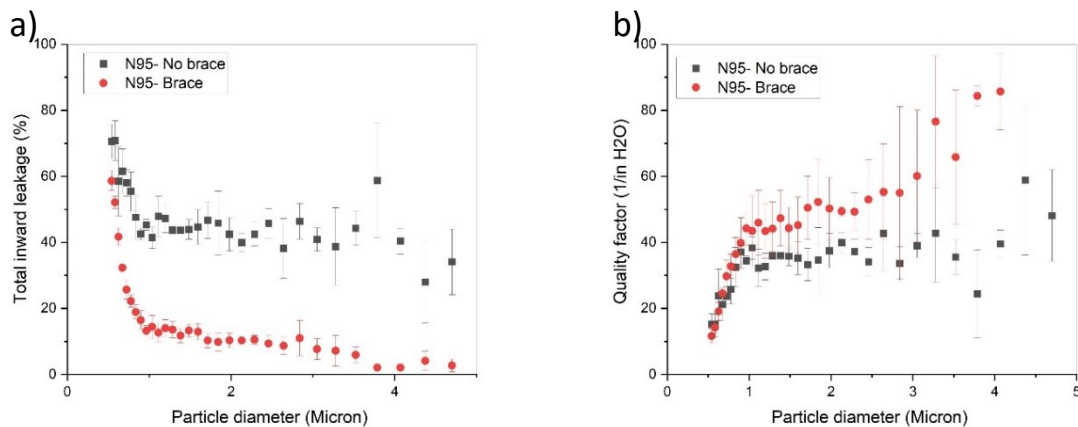 a)
100
80
60
40
20
0
N95- No brace
N95- Brace
Total inward leakage (%)
0 2 4
Particle diameter (Micron)
b)
100
80
60
40
20
0
N95- No brace
N95- Brace
Quality factor (1/in H2O)
0 1 2 3 4 5
Particle diameter (Micron)